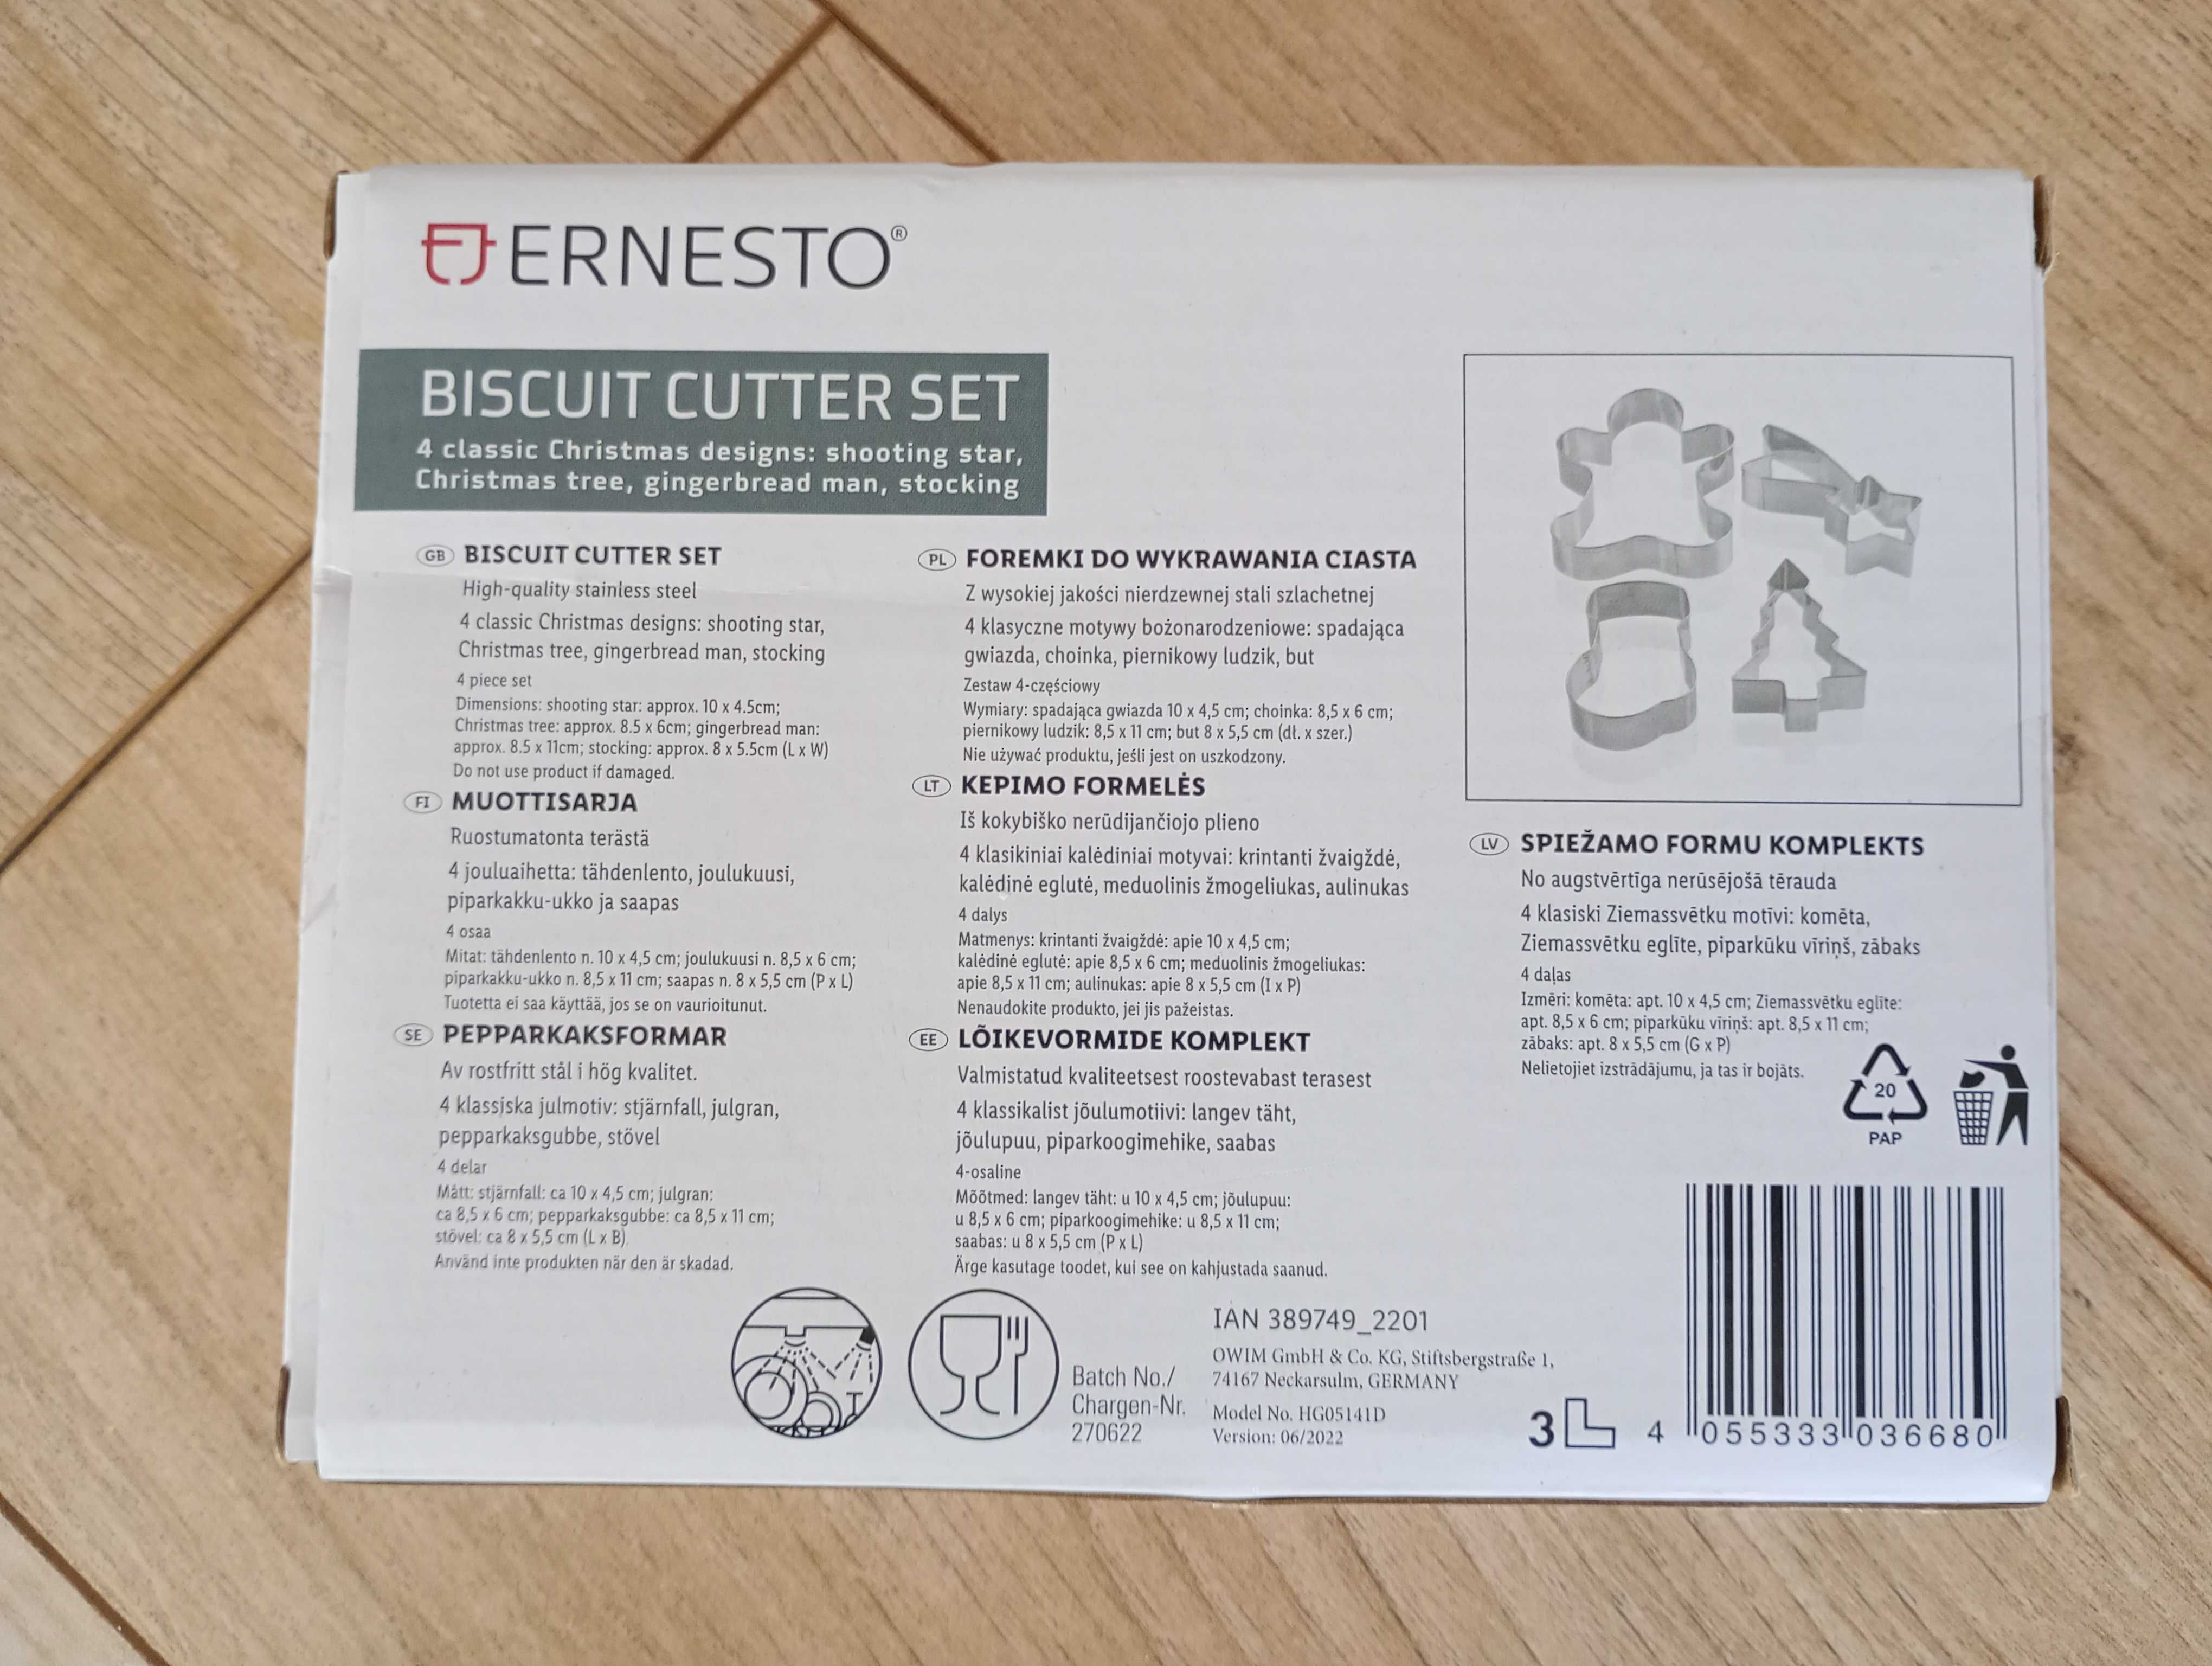 ERNESTO®
BISCUIT CUTTER SET
4 classic Christmas designs: shooting star,
Christmas tree, gingerbread man, stocking
GB BISCUIT CUTTER SET
High-quality stainless steel
4 classic Christmas designs: shooting star,
Christmas tree, gingerbread man, stocking
4 piece set
Dimensions: shooting star: approx. 10 x 4.5cm;
Christmas tree: approx. 8.5 x 6cm; gingerbread man:
approx. 8.5 x 11cm; stocking: approx. 8 x 5.5cm (L x W)
Do not use product if damaged.
FI MUOTTISARJA
Ruostumatonta terästä
4 jouluaihetta: tähdenlento, joulukuusi,
piparkakku-ukko ja saapas
4 osaa
Mitat: tähdenlento n. 10 x 4,5 cm; joulukuusi n. 8,5 x 6 cm;
piparkakku-ukko n. 8,5 x 11 cm; saapas n. 8 x 5,5 cm (P x L)
Tuotetta ei saa käyttää, jos se on vaurioitunut.
SE PEPPARKAKSFORMAR
Av rostfritt stål i hög kvalitet.
4 klassiska julmotiv: stjärnfall, julgran,
pepparkaksgubbe, stövel
4 delar
Mått: stjärnfall: ca 10 x 4,5 cm; julgran:
ca 8,5 x 6 cm; pepparkaksgubbe: ca 8,5 x 11 cm;
stövel: ca 8 x 5,5 cm (L x B)
Använd inte produkten när den är skadad.
PL FOREMKI DO WYKRAWANIA CIASTA
Z wysokiej jakości nierdzewnej stali szlachetnej
4 klasyczne motywy bożonarodzeniowe: spadająca
gwiazda, choinka, piernikowy ludzik, but
Zestaw 4-częściowy
Wymiary: spadająca gwiazda 10 x 4,5 cm; choinka: 8,5 x 6 cm;
piernikowy ludzik: 8,5 x 11 cm; but 8 x 5,5 cm (dł. x szer.)
Nie używać produktu, jeśli jest on uszkodzony.
LT KEPIMO FORMELĖS
Iš kokybiško nerūdijančiojo plieno
4 klasikiniai kalėdiniai motyvai: krintanti žvaigždė,
kalėdinė eglutė, meduolinis žmogeliukas, aulinukas
4 dalys
Matmenys: krintanti žvaigždė: apie 10 x 4,5 cm;
kalėdinė eglutė: apie 8,5 x 6 cm; meduolinis žmogeliukas:
apie 8,5 x 11 cm; aulinukas: apie 8 x 5,5 cm (I x P)
Nenaudokite produkto, jei jis pažeistas.
EE LÕIKEVORMIDE KOMPLEKT
Valmistatud kvaliteetsest roostevabast terasest
4 klassikalist jõulumotiivi: langev täht,
jõulupuu, piparkoogimehike, saabas
4-osaline
Mõõtmed: langev täht: u 10 x 4,5 cm; jõulupuu:
u 8,5 x 6 cm; piparkoogimehike: u 8,5 x 11 cm;
saabas: u 8 x 5,5 cm (P x L)
Ärge kasutage toodet, kui see on kahjustada saanud.
LV SPIEŽAMO FORMU KOMPLEKTS
No augstvērtīga nerūsējošā tērauda
4 klasiski Ziemassvētku motīvi: komēta,
Ziemassvētku eglīte, piparkūku vīriņš, zābaks
4 daļas
Izmēri: komēta: apt. 10 x 4,5 cm; Ziemassvētku eglīte:
apt. 8,5 x 6 cm; piparkūku vīriņš: apt. 8,5 x 11 cm;
zābaks: apt. 8 x 5,5 cm (G x P)
Nelietojiet izstrādājumu, ja tas ir bojāts.
20
PAP
Batch No./
Chargen-Nr.
270622
IAN 389749_2201
OWIM GmbH & Co. KG, Stiftsbergstraße 1,
74167 Neckarsulm, GERMANY
Model No. HG05141D
Version: 06/2022
3L
4 055333 036680